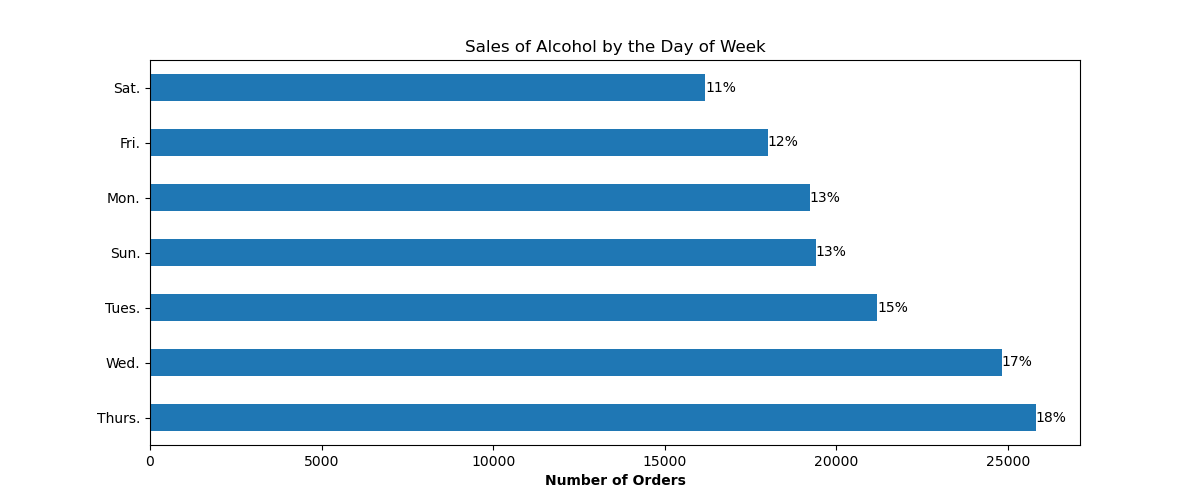 Sales of Alcohol by the Day of Week
Sat. 11%
Fri. 12%
Mon. 13%
Sun. 13%
Tues. 15%
Wed. 17%
Thurs. 18%
0 5000 10000 15000 20000 25000
Number of Orders